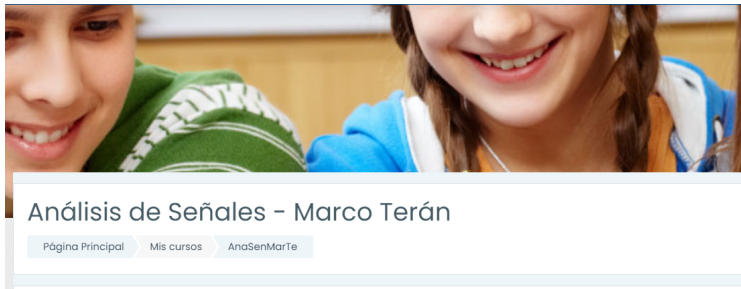 Análisis de Señales - Marco Terán
Página Principal Mis cursos AnaSenMarTe